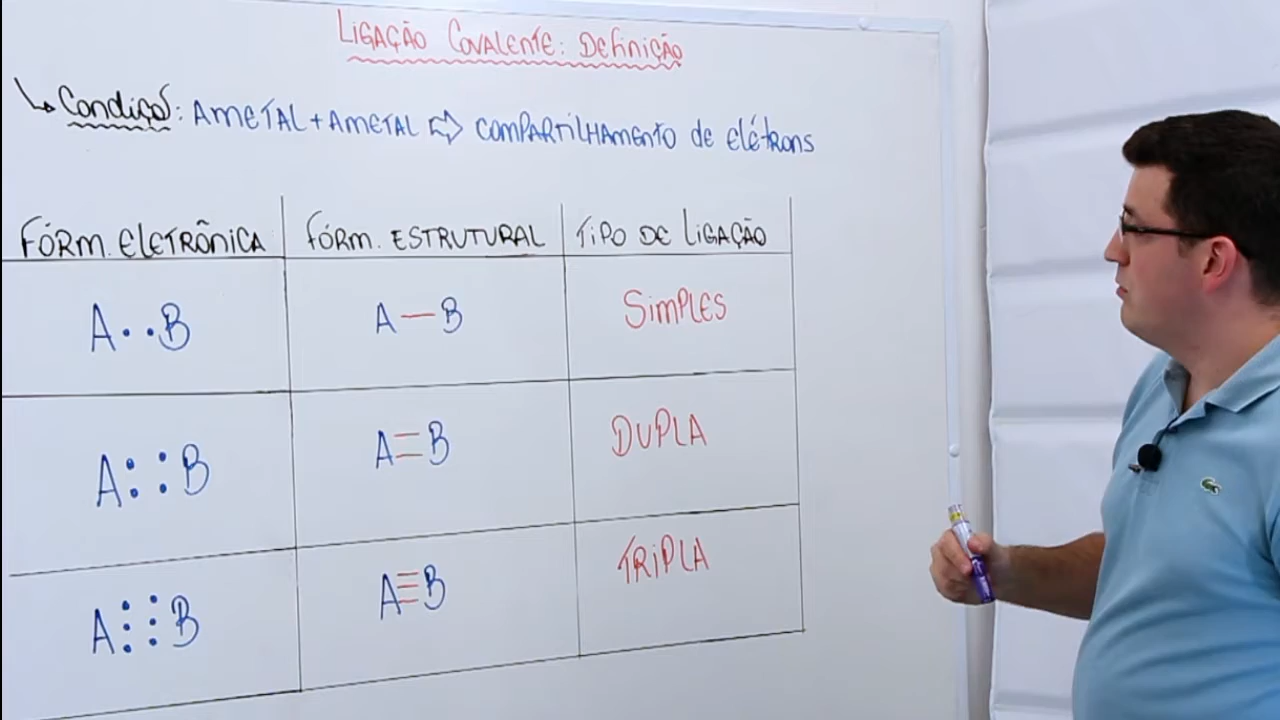 LIGAÇÃO COVALENTE: DEFINIÇÃO
↳ CONDIÇÃO: AMETAL + AMETAL ⇨ COMPARTILHAMENTO DE ELÉTRONS
FÓRM. ELETRÔNICA FÓRM. ESTRUTURAL TIPO DE LIGAÇÃO
A··B A—B SIMPLES
A::B A=B DUPLA
A⋮⋮B A≡B TRIPLA